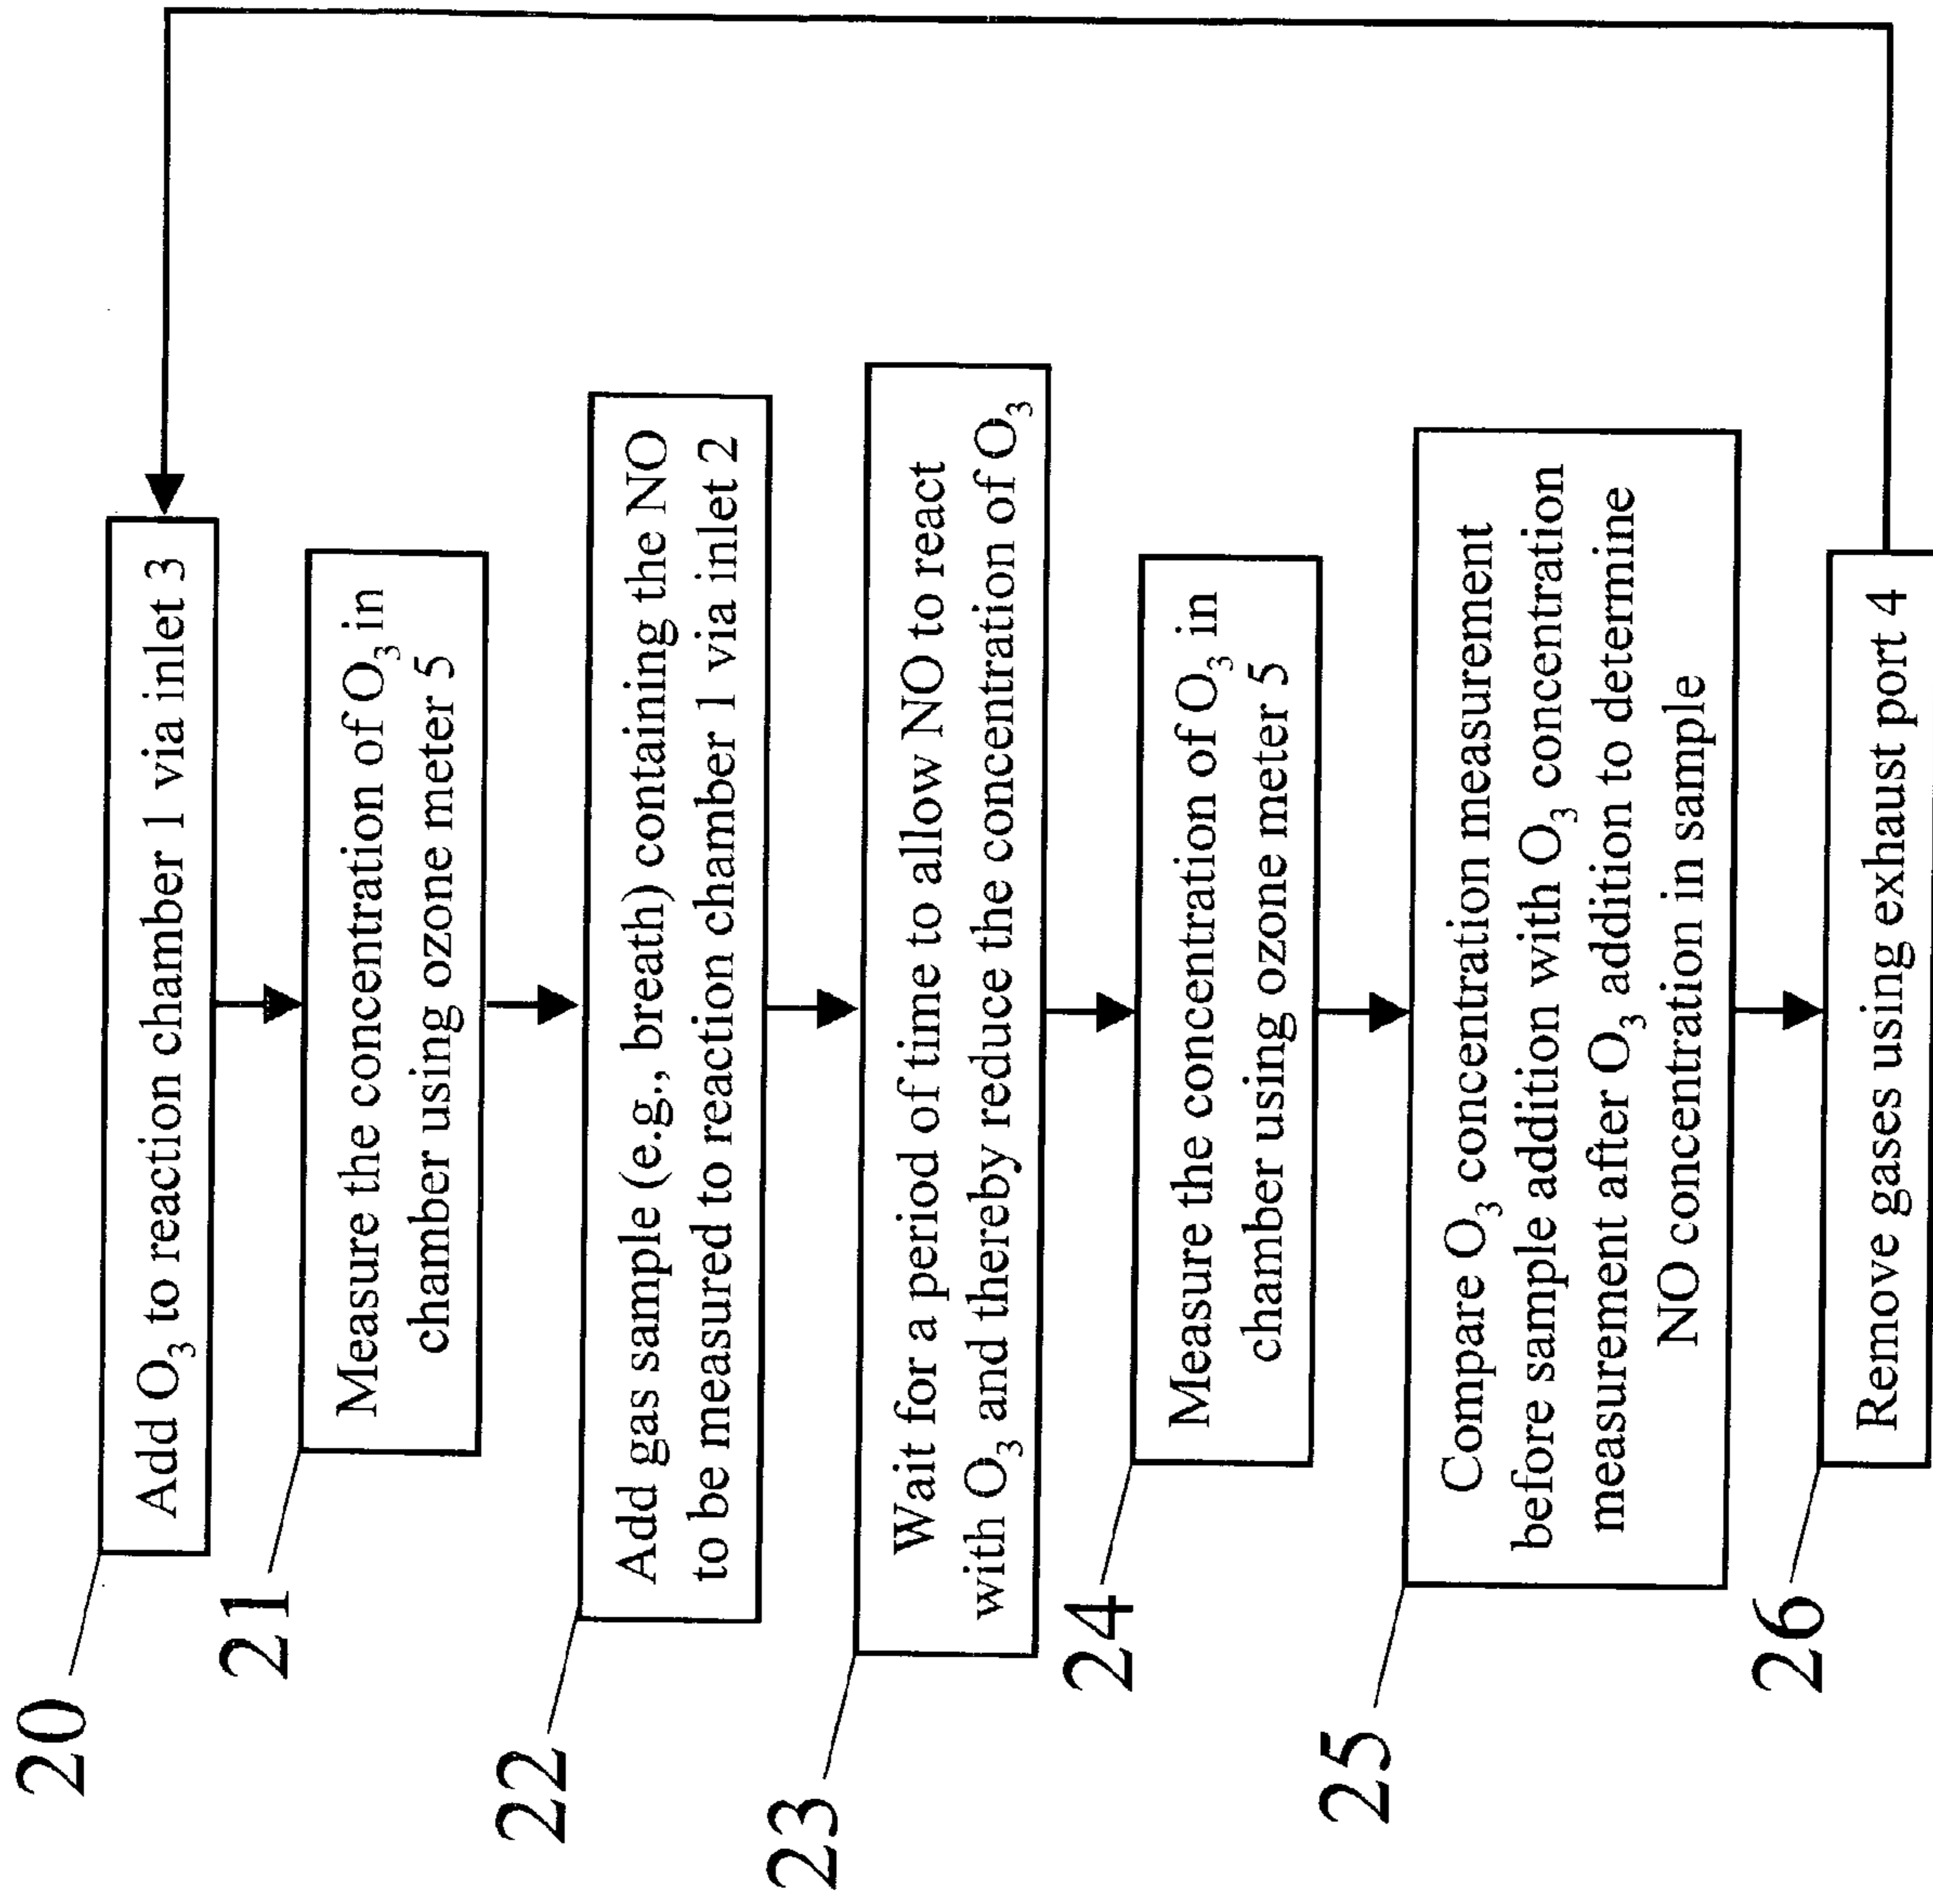 20
Add O₃ to reaction chamber 1 via inlet 3
21
Measure the concentration of O₃ in
chamber using ozone meter 5
22
Add gas sample (e.g., breath) containing the NO
to be measured to reaction chamber 1 via inlet 2
23
Wait for a period of time to allow NO to react
with O₃ and thereby reduce the concentration of O₃
24
Measure the concentration of O₃ in
chamber using ozone meter 5
25
Compare O₃ concentration measurement
before sample addition with O₃ concentration
measurement after O₃ addition to determine
NO concentration in sample
26
Remove gases using exhaust port 4